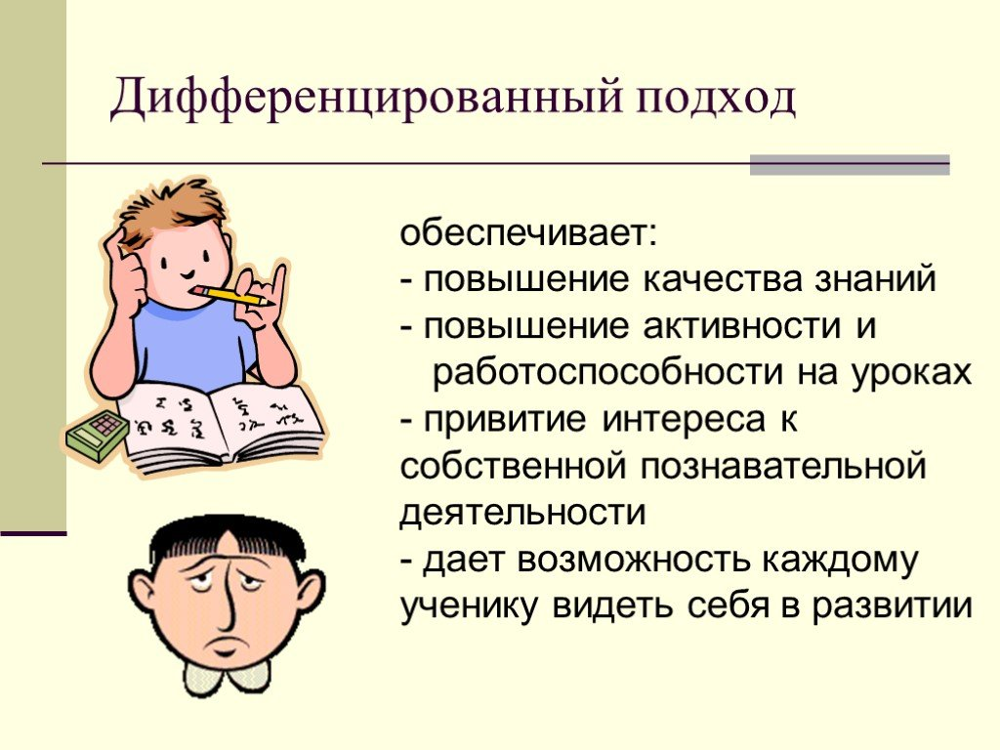 Дифференцированный подход
обеспечивает:
- повышение качества знаний
- повышение активности и
работоспособности на уроках
- привитие интереса к
собственной познавательной
деятельности
- дает возможность каждому
ученику видеть себя в развитии